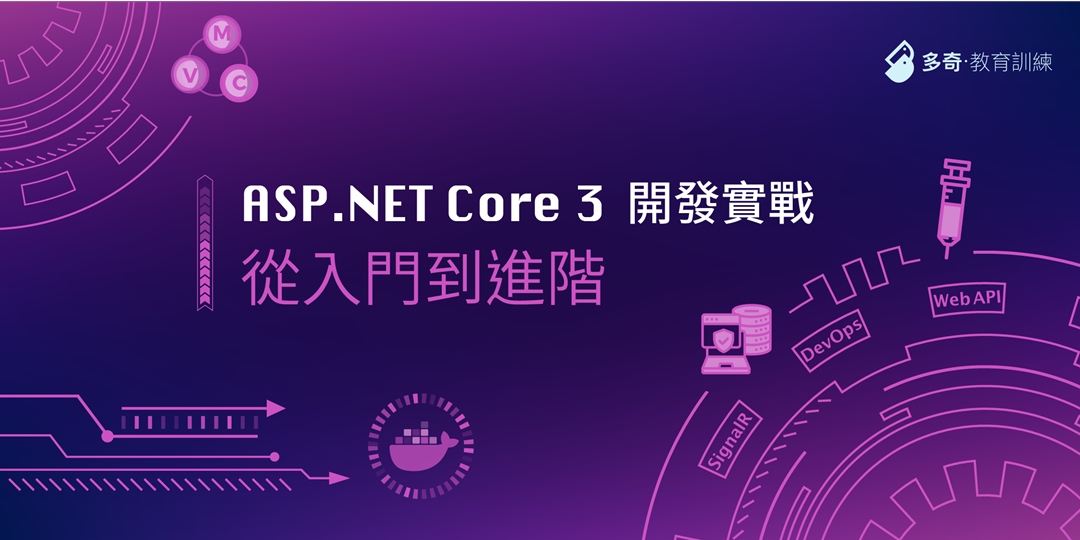 M
V
C
多奇·教育訓練
ASP.NET Core 3 開發實戰
從入門到進階
Web API
DevOps
SignalR